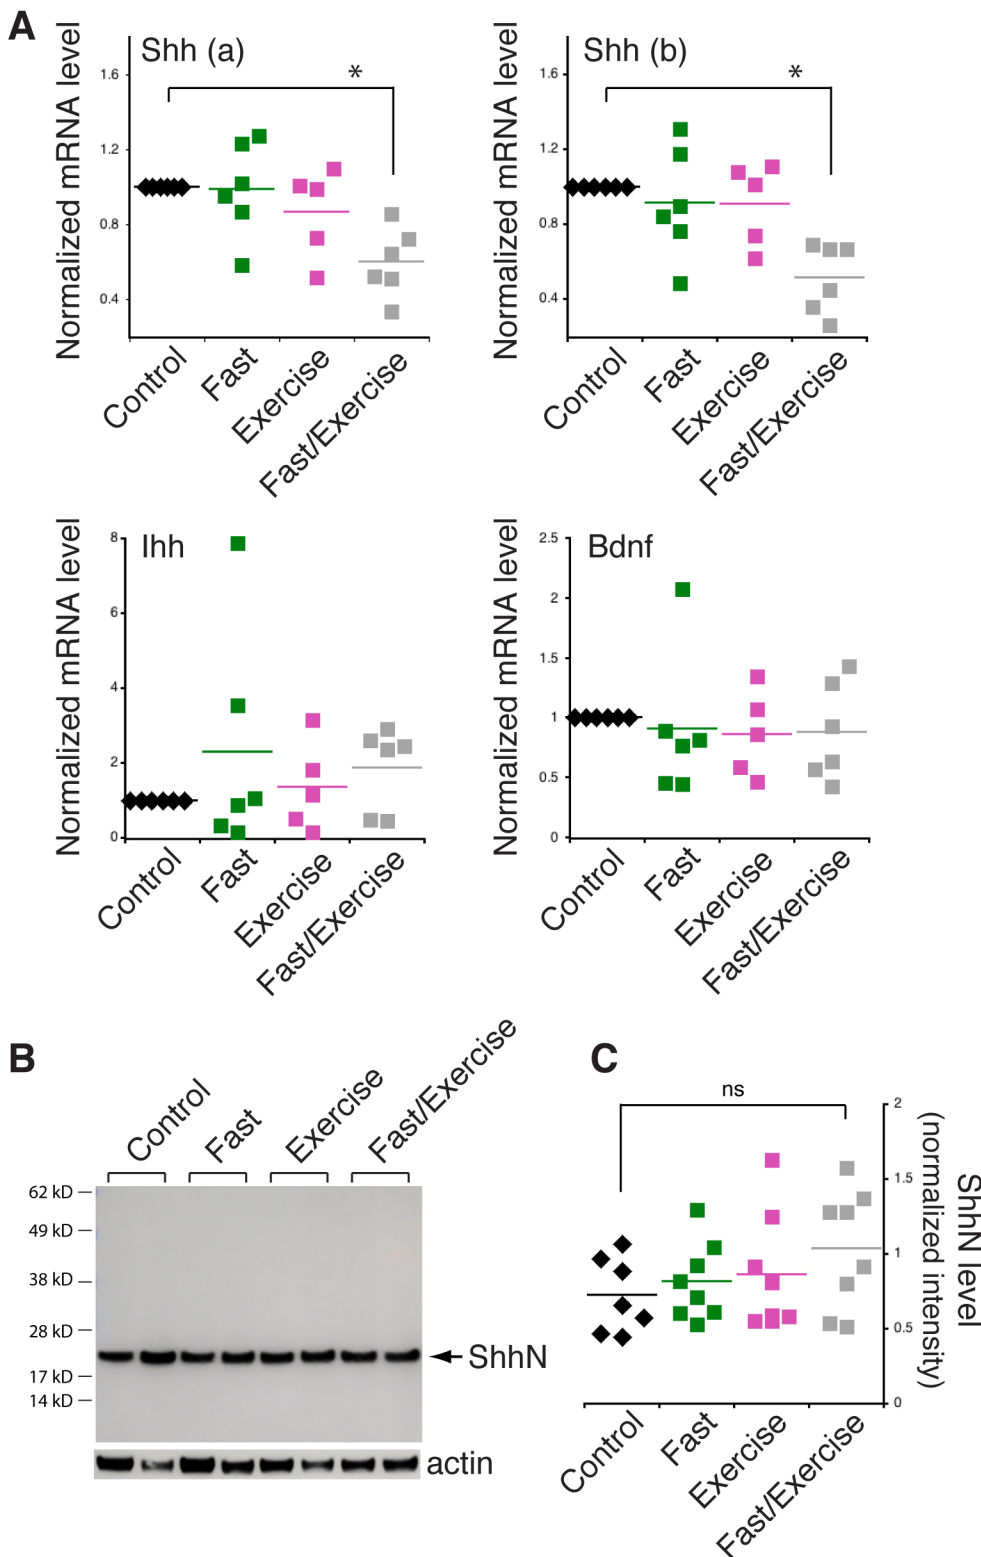 A
Shh (a)
*
Normalized mRNA level
1.6
1.2
0.8
0.4
Control
Fast
Exercise
Fast/Exercise
Shh (b)
*
Normalized mRNA level
1.6
1.2
0.8
0.4
Control
Fast
Exercise
Fast/Exercise
Ihh
Normalized mRNA level
8
6
4
2
0
Control
Fast
Exercise
Fast/Exercise
Bdnf
Normalized mRNA level
2.5
2
1.5
1
0.5
0
Control
Fast
Exercise
Fast/Exercise
B
Control
Fast
Exercise
Fast/Exercise
62 kD
49 kD
38 kD
28 kD
17 kD
14 kD
ShhN
actin
C
ns
2
1.5
1
0.5
0
ShhN level
(normalized intensity)
Control
Fast
Exercise
Fast/Exercise